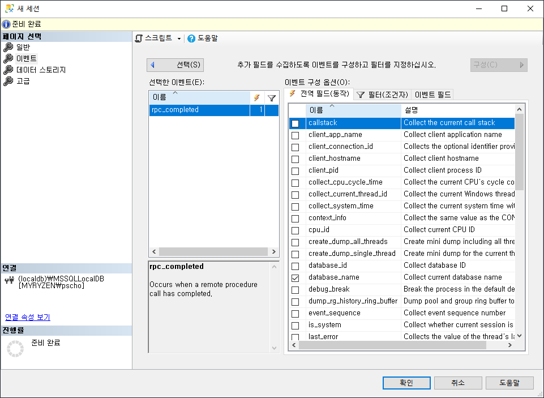 새 세션
준비 완료
페이지 선택
일반
이벤트
데이터 스토리지
고급
스크립트
도움말
선택(S)
추가 필드를 수집하도록 이벤트를 구성하고 필터를 지정하십시오.
구성(C)
선택한 이벤트(E):
이벤트 구성 옵션(O):
이름
rpc_completed
1
전역 필드(동작)
필터(조건자)
이벤트 필드
이름
설명
callstack
Collect the current call stack
client_app_name
Collect client application name
client_connection_id
Collects the optional identifier provi
client_hostname
Collect client hostname
client_pid
Collect client process ID
collect_cpu_cycle_time
Collect the current CPU's cycle co
collect_current_thread_id
Collect the current Windows thread
collect_system_time
Collect the current system time wit
context_info
Collect the same value as the CON
cpu_id
Collect current CPU ID
create_dump_all_threads
Create mini dump including all thre
create_dump_single_thread
Create mini dump for the current th
database_id
Collect database ID
database_name
Collect current database name
debug_break
Break the process in the default de
dump_rg_history_ring_buffer
Dump pool and group ring buffer to
event_sequence
Collect event sequence number
is_system
Collect whether current session is
last_error
Collects the value of the thread's la
rpc_completed
Occurs when a remote procedure
call has completed,
연결
(localdb)₩MSSQLLocalDB
[MYRYZEN₩pscho]
연결 속성 보기
진행률
준비 완료
확인
취소
도움말